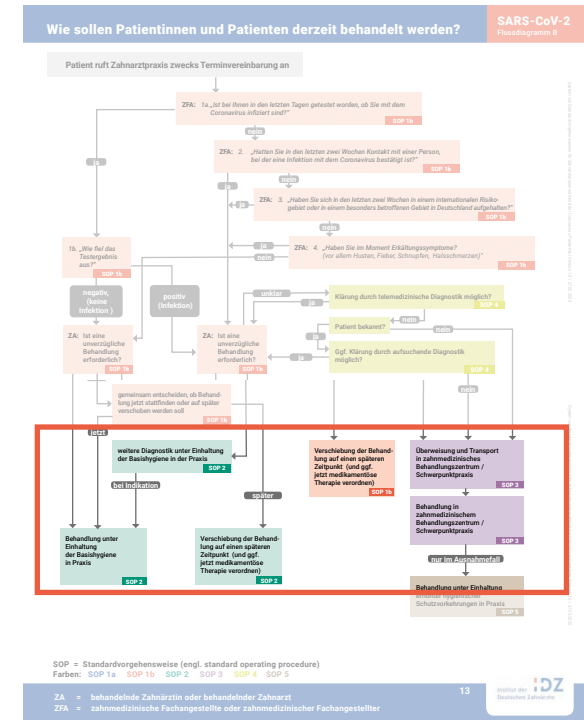 Wie sollen Patientinnen und Patienten derzeit behandelt werden?
SARS-CoV-2
Flussdiagramm B
Patient ruft Zahnarztpraxis zwecks Terminvereinbarung an
ZFA: 1a. „Ist bei Ihnen in den letzten Tagen getestet worden, ob Sie mit dem
Coronavirus infiziert sind?"
SOP 1b
nein
ZFA: 2. „Hatten Sie in den letzten zwei Wochen Kontakt mit einer Person,
bei der eine Infektion mit dem Coronavirus bestätigt ist?"
SOP 1b
ja
nein
ja
ZFA: 3. „Haben Sie sich in den letzten zwei Wochen in einem internationalen Risiko-
gebiet oder in einem besonders betroffenen Gebiet in Deutschland aufgehalten?"
SOP 1b
ja
nein
ZFA: 4. „Haben Sie im Moment Erkältungssymptome?
(vor allem Husten, Fieber, Schnupfen, Halsschmerzen)"
SOP 1b
ja
nein
1b. „Wie fiel das
Testergebnis
aus?"
SOP 1b
negativ,
(keine
Infektion )
positiv
(Infektion)
unklar
ja
Klärung durch telemedizinische Diagnostik möglich?
SOP 4
nein
Patient bekannt?
nein
ja
ZA: Ist eine
unverzügliche
Behandlung
erforderlich?
SOP 1b
ZA: Ist eine
unverzügliche
Behandlung
erforderlich?
SOP 1b
ja
Ggf. Klärung durch aufsuchende Diagnostik
möglich?
SOP 4
nein
gemeinsam entscheiden, ob Behand-
lung jetzt stattfinden oder auf später
verschoben werden soll
SOP 1b
jetzt
weitere Diagnostik unter Einhaltung
der Basishygiene in der Praxis
SOP 2
Verschiebung der Behand-
lung auf einen späteren
Zeitpunkt (und ggf.
jetzt medikamentöse
Therapie verordnen)
SOP 1b
Überweisung und Transport
in zahnmedizinisches
Behandlungszentrum /
Schwerpunktpraxis
SOP 3
bei Indikation
später
Behandlung in
zahnmedizinischem
Behandlungszentrum /
Schwerpunktpraxis
SOP 3
Behandlung unter
Einhaltung
der Basishygiene
in Praxis
SOP 2
Verschiebung der Behand-
lung auf einen späteren
Zeitpunkt (und ggf.
jetzt medikamentöse
Therapie verordnen)
SOP 2
nur im Ausnahmefall
Behandlung unter Einhaltung
erhöhter hygienischer
Schutzvorkehrungen in Praxis
SOP 5
SOP = Standardvorgehensweise (engl. standard operating procedure)
Farben: SOP 1a SOP 1b SOP 2 SOP 3 SOP 4 SOP 5
ZA = behandelnde Zahnärztin oder behandelnder Zahnarzt
ZFA = zahnmedizinische Fachangestellte oder zahnmedizinischer Fachangestellter
13
Institut der
Deutschen Zahnärzte
IDZ